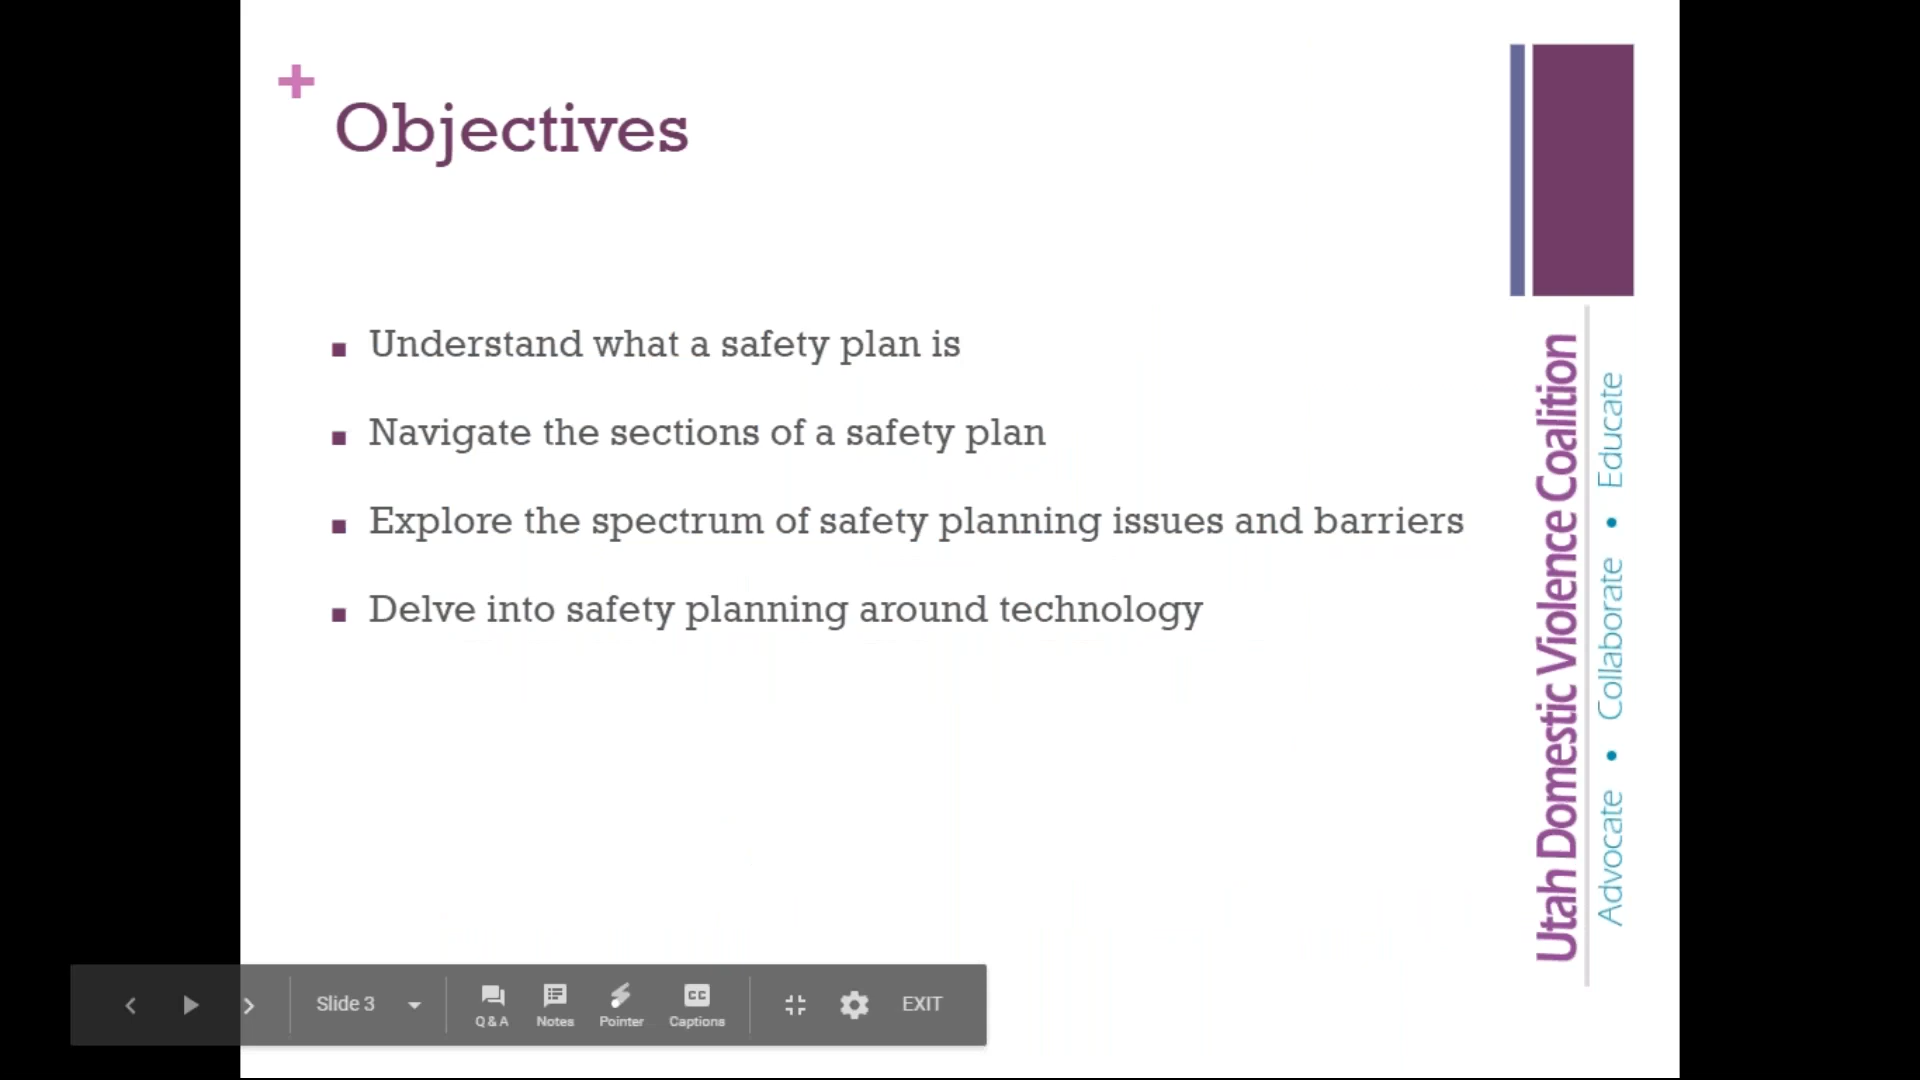 +
Objectives
Understand what a safety plan is
Navigate the sections of a safety plan
Explore the spectrum of safety planning issues and barriers
Delve into safety planning around technology
Utah Domestic Violence Coalition
Advocate • Collaborate • Educate
Slide 3
Q & A
Notes
Pointer
CC
Captions
EXIT